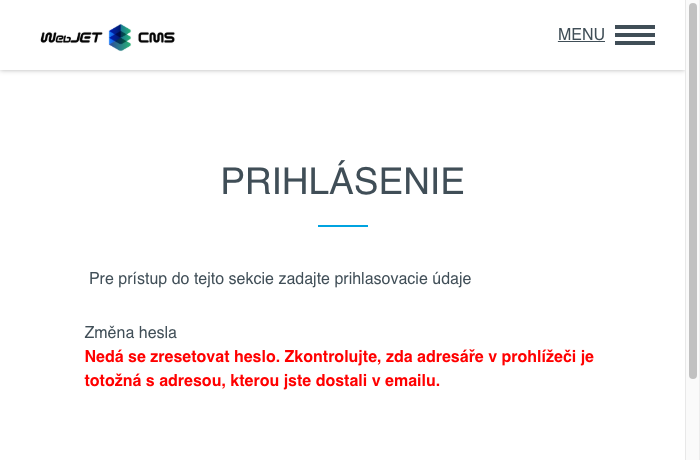 WebJET CMS
MENU
PRIHLÁSENIE
Pre prístup do tejto sekcie zadajte prihlasovacie údaje
Změna hesla
Nedá se zresetovat heslo. Zkontrolujte, zda adresáře v prohlížeči je
totožná s adresou, kterou jste dostali v emailu.